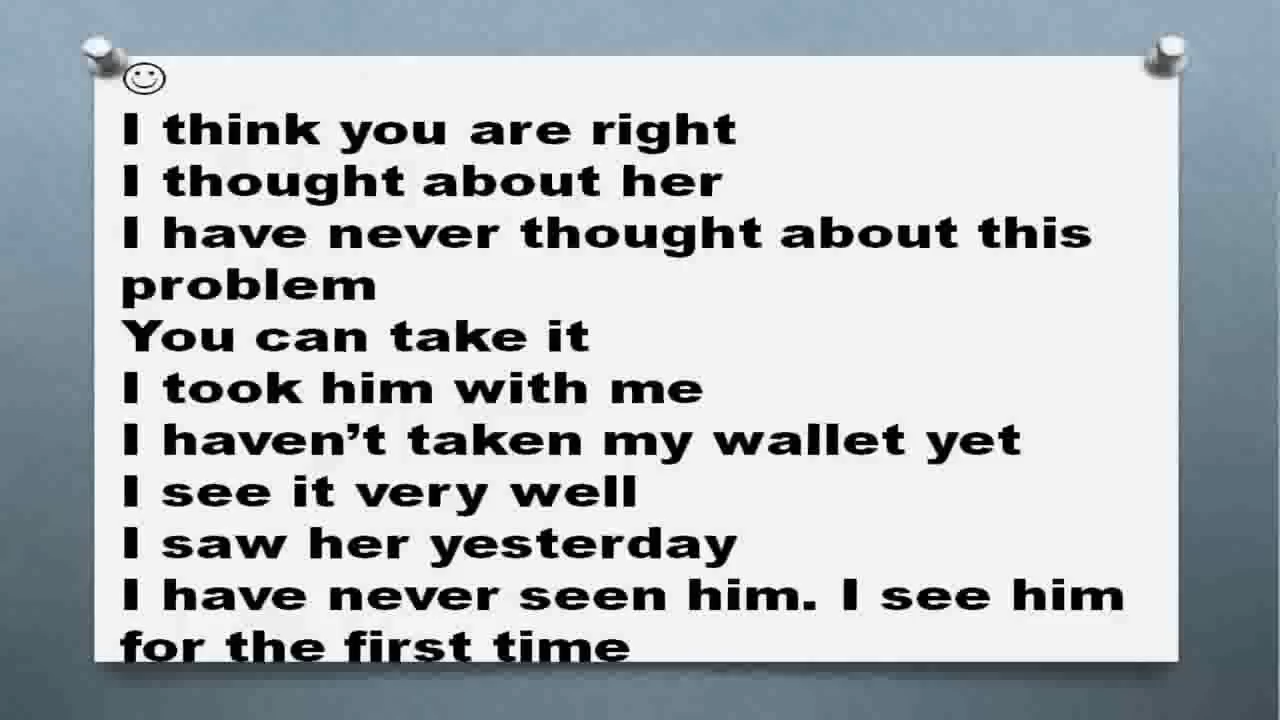 I think you are right
I thought about her
I have never thought about this
problem
You can take it
I took him with me
I haven’t taken my wallet yet
I see it very well
I saw her yesterday
I have never seen him. I see him
for the first time